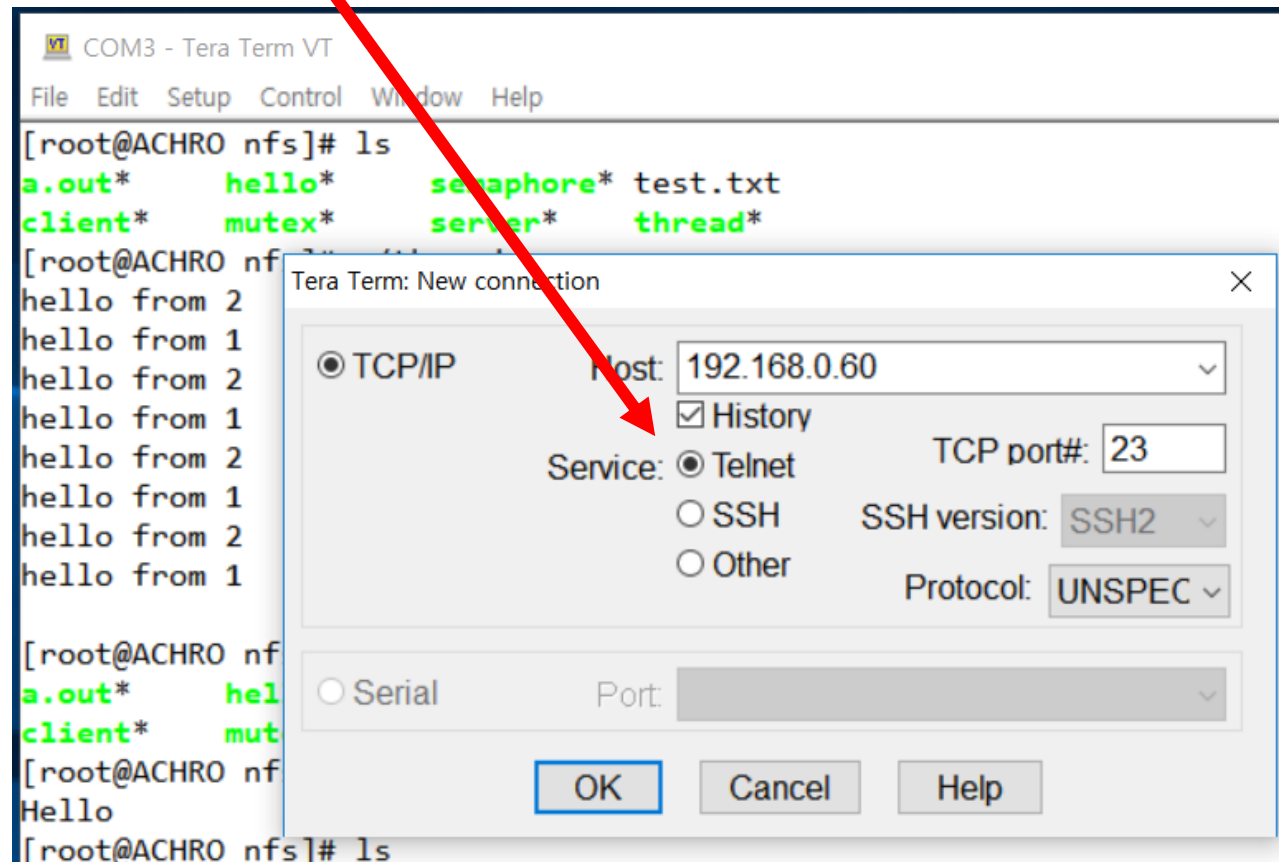 COM3 - Tera Term VT
File Edit Setup Control Window Help
[root@ACHRO nfs]# ls
a.out* hello* semaphore* test.txt
client* mutex* server* thread*
[root@ACHRO nf
hello from 2
hello from 1
hello from 2
hello from 1
hello from 2
hello from 1
hello from 2
hello from 1
[root@ACHRO nf
a.out* hel
client* mut
[root@ACHRO nf
Hello
[root@ACHRO nfs]# ls
Tera Term: New connection
TCP/IP Host: 192.168.0.60
History
Service: Telnet TCP port#: 23
SSH SSH version: SSH2
Other Protocol: UNSPEC
Serial Port:
OK Cancel Help